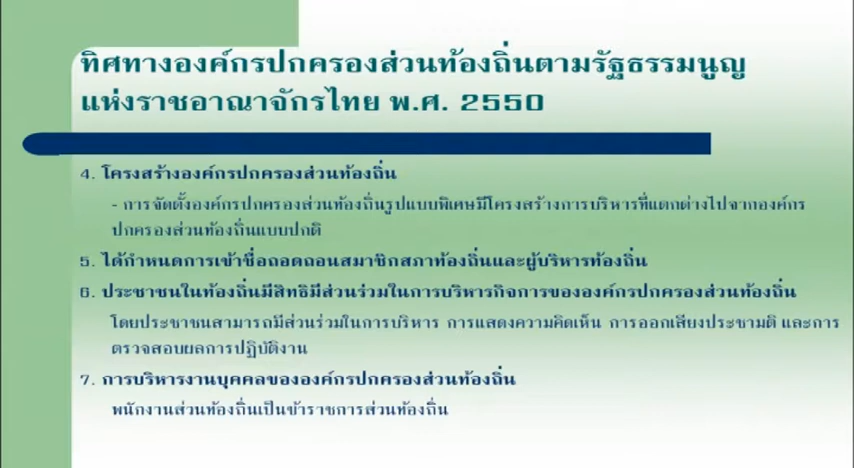 ทิศทางองค์กรปกครองส่วนท้องถิ่นตามรัฐธรรมนูญ
แห่งราชอาณาจักรไทย พ.ศ. 2550
4. โครงสร้างองค์กรปกครองส่วนท้องถิ่น
- การจัดตั้งองค์กรปกครองส่วนท้องถิ่นรูปแบบพิเศษมีโครงสร้างการบริหารที่แตกต่างไปจากองค์กร
ปกครองส่วนท้องถิ่นแบบปกติ
5. ได้กำหนดการเข้าชื่อถอดถอนสมาชิกสภาท้องถิ่นและผู้บริหารท้องถิ่น
6. ประชาชนในท้องถิ่นมีสิทธิมีส่วนร่วมในการบริหารกิจการขององค์กรปกครองส่วนท้องถิ่น
โดยประชาชนสามารถมีส่วนร่วมในการบริหาร การแสดงความคิดเห็น การออกเสียงประชามติ และการ
ตรวจสอบผลการปฏิบัติงาน
7. การบริหารงานบุคคลขององค์กรปกครองส่วนท้องถิ่น
พนักงานส่วนท้องถิ่นเป็นข้าราชการส่วนท้องถิ่น